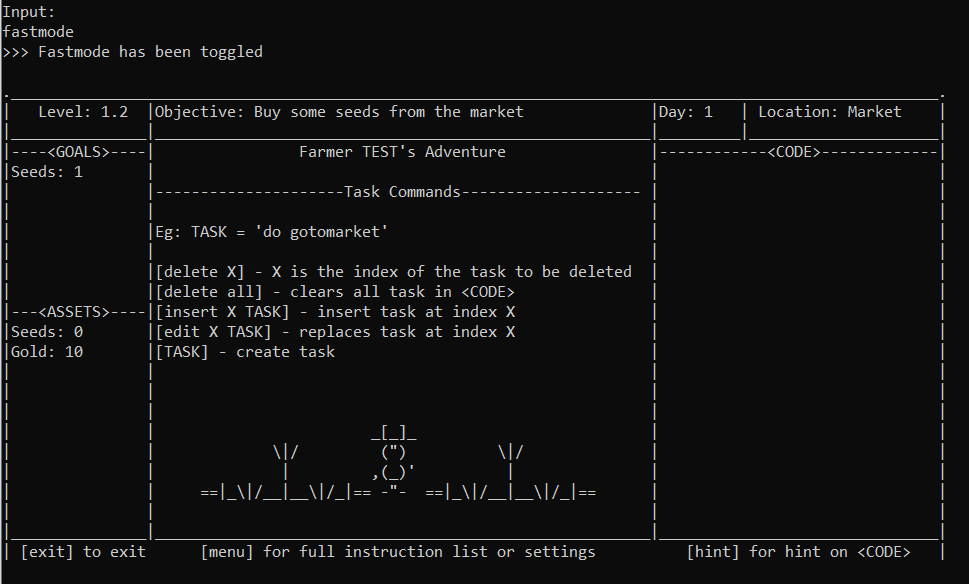 Input:
fastmode
>>> Fastmode has been toggled
Level: 1.2 |Objective: Buy some seeds from the market |Day: 1 | Location: Market
----<GOALS>---- Farmer TEST's Adventure ------------<CODE>-------------
Seeds: 1
---------------------Task Commands--------------------
Eg: TASK = 'do gotomarket'
[delete X] - X is the index of the task to be deleted
[delete all] - clears all task in <CODE>
---<ASSETS>---- [insert X TASK] - insert task at index X
Seeds: 0 [edit X TASK] - replaces task at index X
Gold: 10 [TASK] - create task
[exit] to exit [menu] for full instruction list or settings [hint] for hint on <CODE>